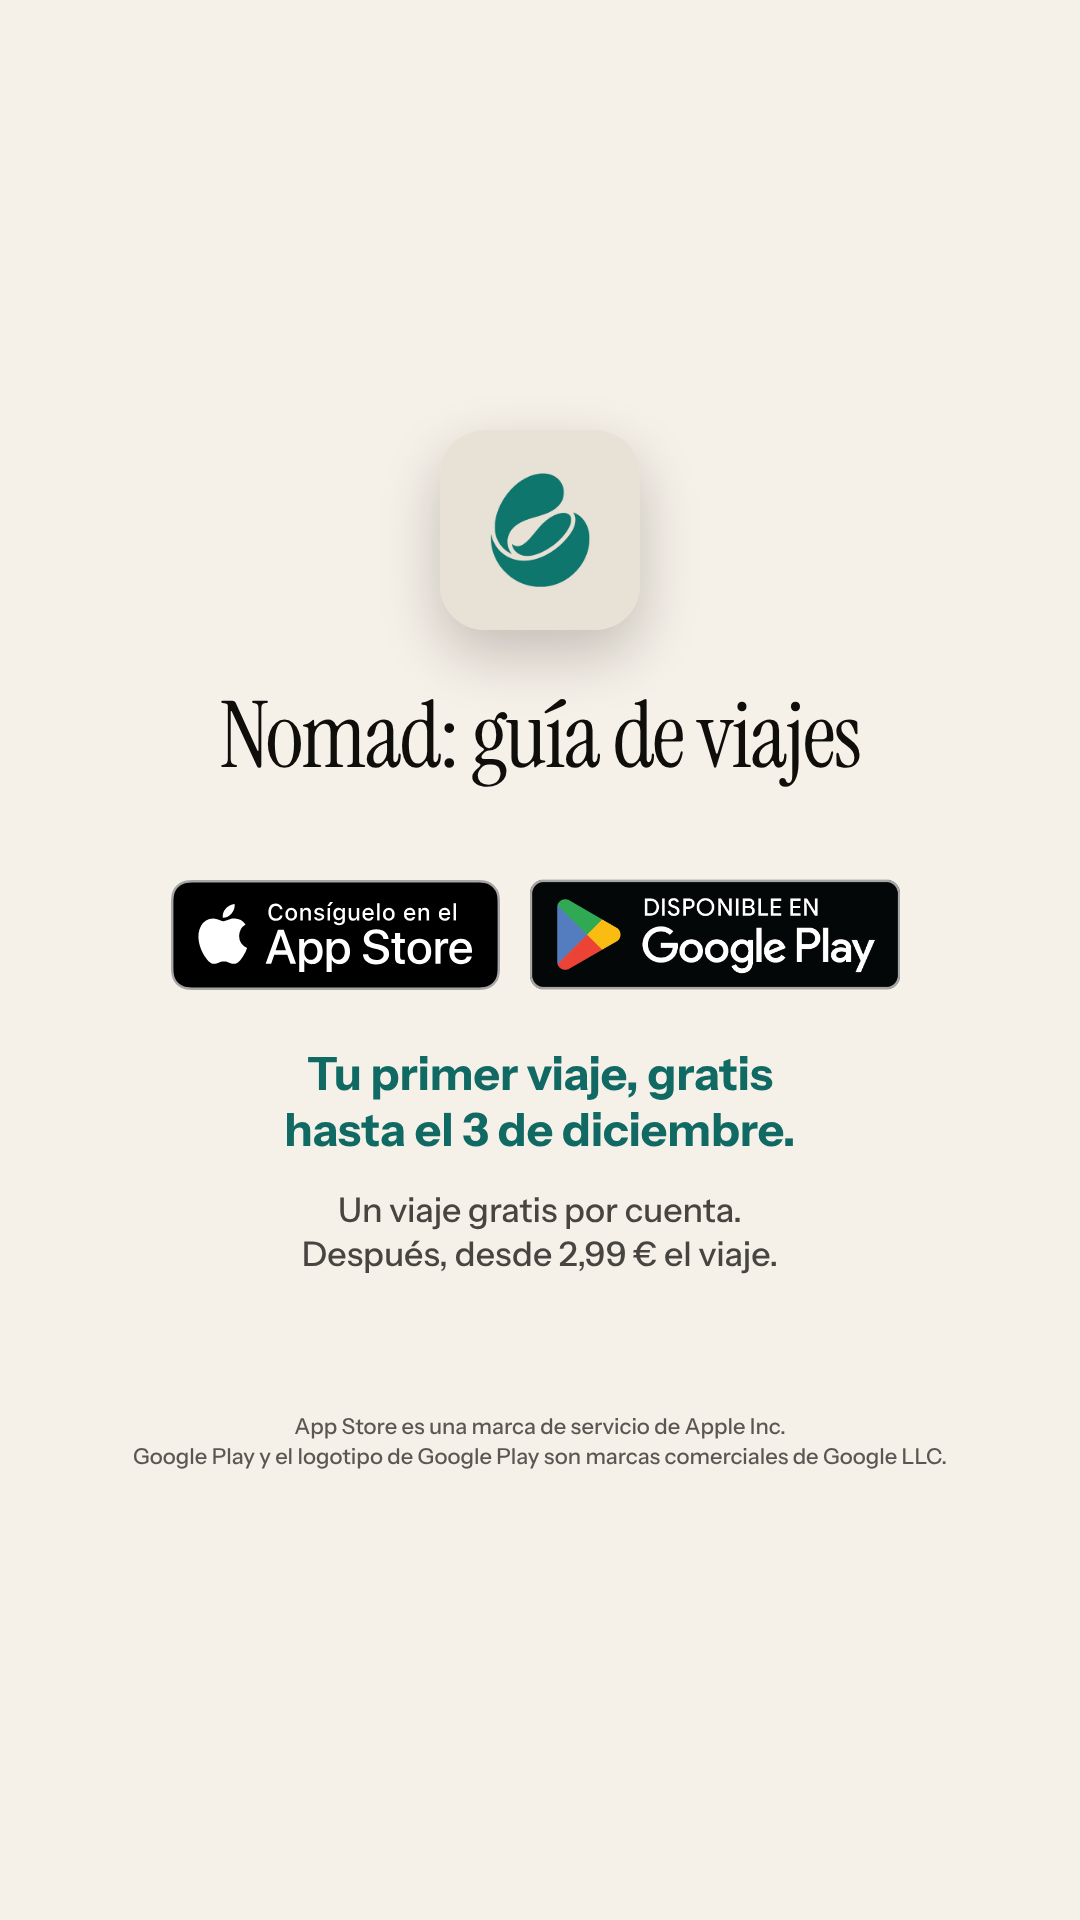 Nomad: guía de viajes
Consíguelo en el
App Store
DISPONIBLE EN
Google Play
Tu primer viaje, gratis
hasta el 3 de diciembre.
Un viaje gratis por cuenta.
Después, desde 2,99 € el viaje.
App Store es una marca de servicio de Apple Inc.
Google Play y el logotipo de Google Play son marcas comerciales de Google LLC.